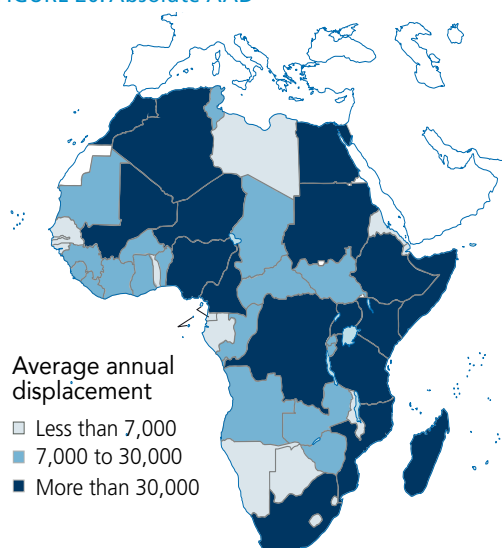 Average annual
displacement
Less than 7,000
7,000 to 30,000
More than 30,000